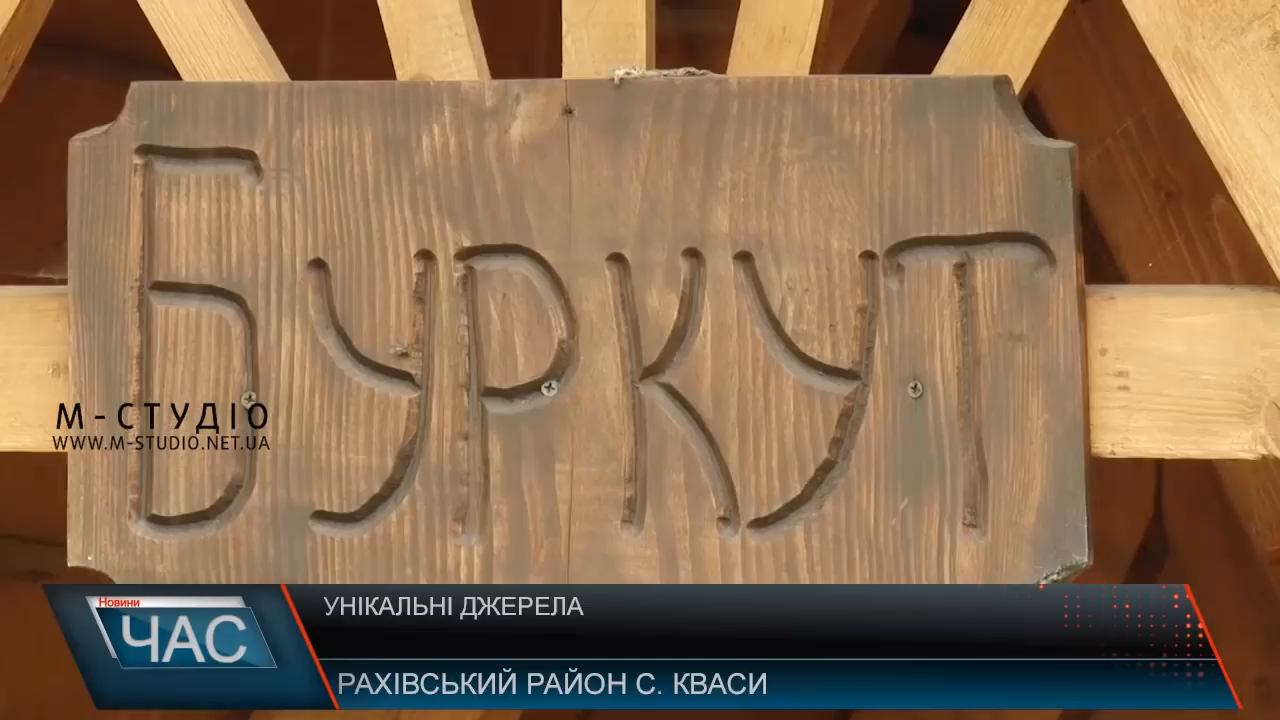 БУРКУТ
М-СТУДІО
WWW.M-STUDIO.NET.UA
Новини
ЧАС
УНІКАЛЬНІ ДЖЕРЕЛА
РАХІВСЬКИЙ РАЙОН С. КВАСИ